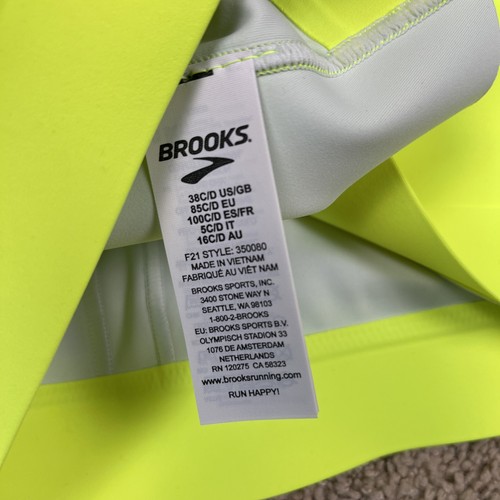 BROOKS.
38C/D US/GB
85C/D EU
100C/D ES/FR
5C/D IT
16C/D AU
F21 STYLE: 350080
MADE IN VIETNAM
FABRIQUÉ AU VIÊT NAM
BROOKS SPORTS, INC.
3400 STONE WAY N
SEATTLE, WA 98103
1-800-2-BROOKS
EU: BROOKS SPORTS B.V.
OLYMPISCH STADION 33
1076 DE AMSTERDAM
NETHERLANDS
RN 120275 CA 58323
www.brooksrunning.com
RUN HAPPY!